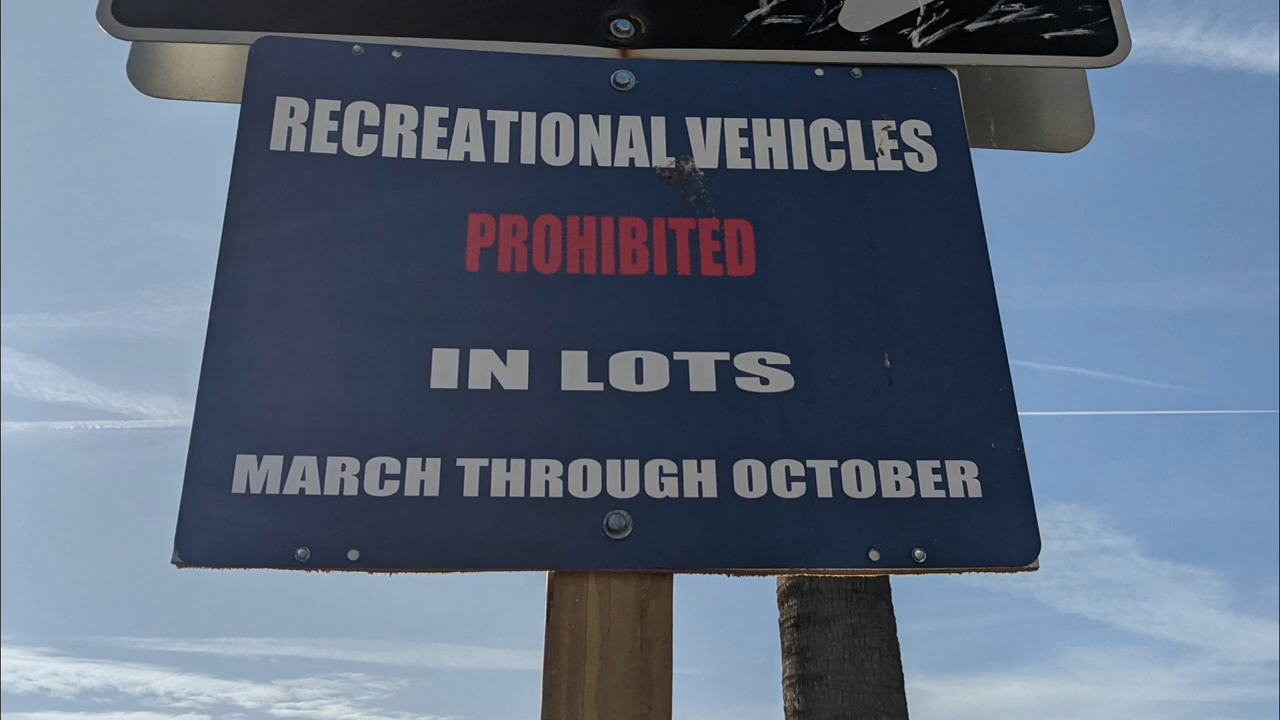 RECREATIONAL VEHICLES
PROHIBITED
IN LOTS
MARCH THROUGH OCTOBER